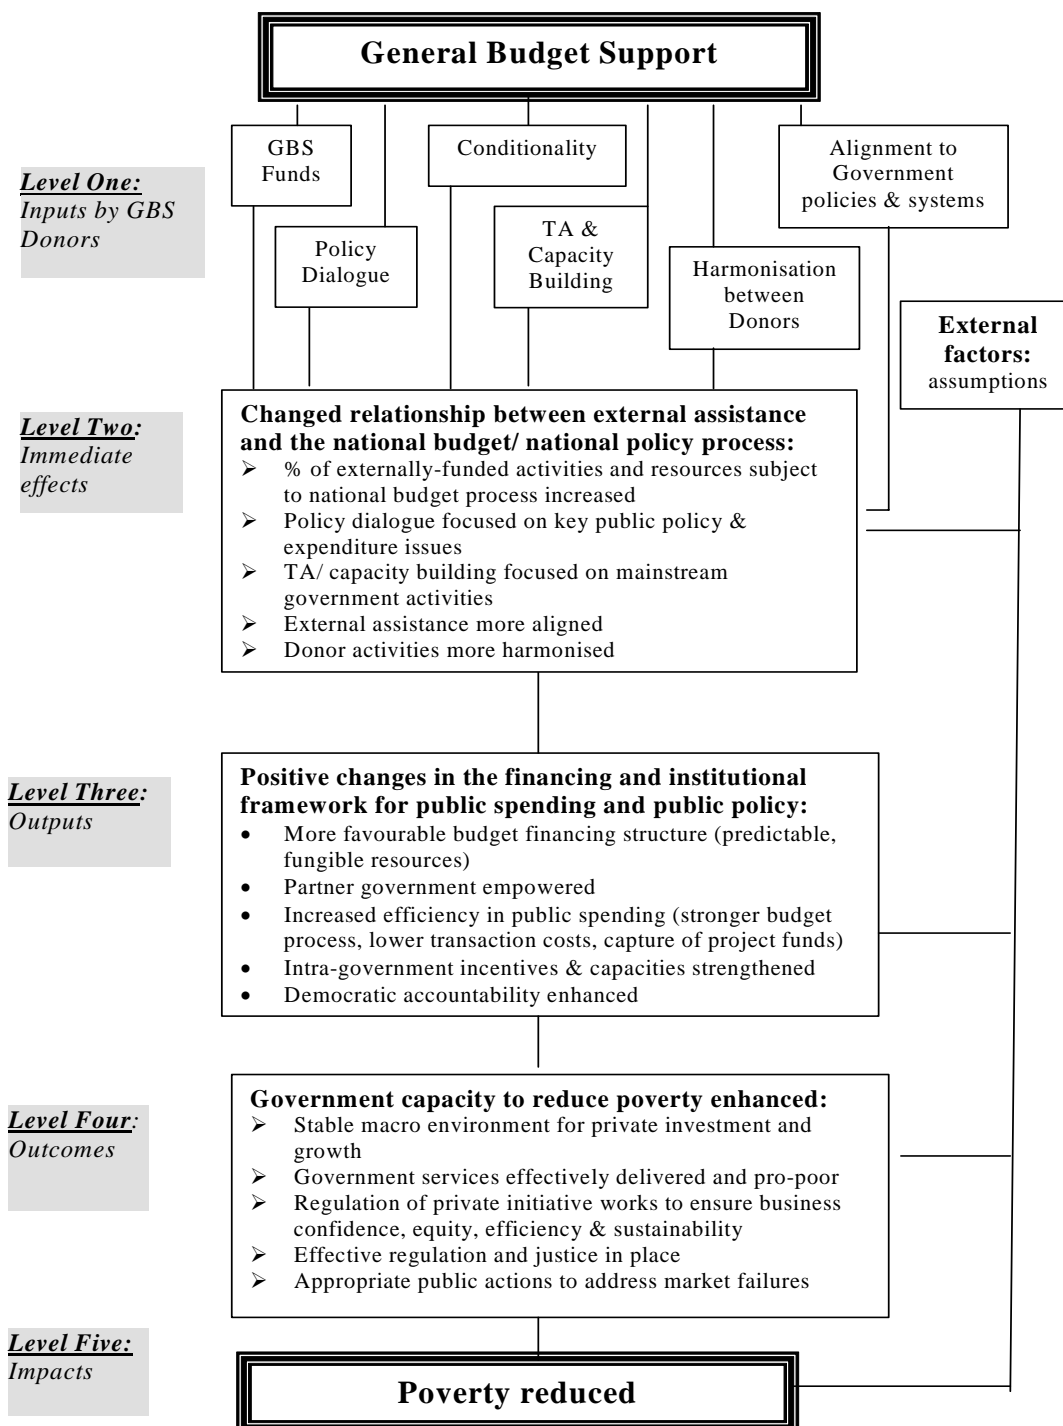 General Budget Support
GBS
Funds
Conditionality
Alignment to
Government
policies & systems
Level One:
Inputs by GBS
Donors
Policy
Dialogue
TA &
Capacity
Building
Harmonisation
between
Donors
External
factors:
assumptions
Level Two:
Immediate
effects
Changed relationship between external assistance
and the national budget/ national policy process:
➢ % of externally-funded activities and resources subject
to national budget process increased
➢ Policy dialogue focused on key public policy &
expenditure issues
➢ TA/ capacity building focused on mainstream
government activities
➢ External assistance more aligned
➢ Donor activities more harmonised
Level Three:
Outputs
Positive changes in the financing and institutional
framework for public spending and public policy:
• More favourable budget financing structure (predictable,
fungible resources)
• Partner government empowered
• Increased efficiency in public spending (stronger budget
process, lower transaction costs, capture of project funds)
• Intra-government incentives & capacities strengthened
• Democratic accountability enhanced
Level Four:
Outcomes
Government capacity to reduce poverty enhanced:
➢ Stable macro environment for private investment and
growth
➢ Government services effectively delivered and pro-poor
➢ Regulation of private initiative works to ensure business
confidence, equity, efficiency & sustainability
➢ Effective regulation and justice in place
➢ Appropriate public actions to address market failures
Level Five:
Impacts
Poverty reduced